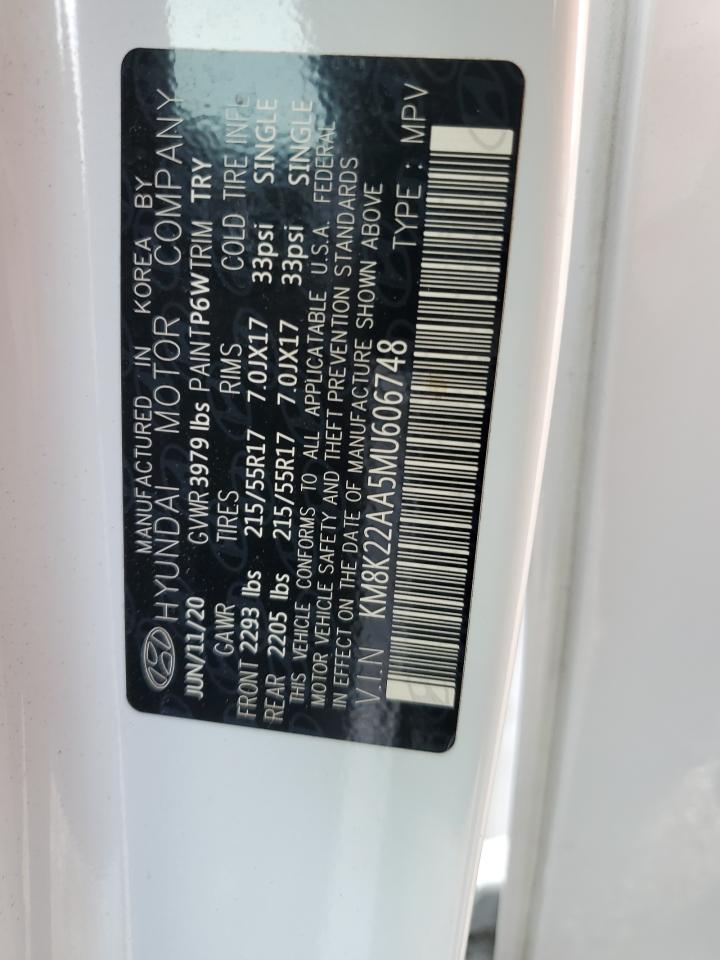 MANUFACTURED IN KOREA BY
HYUNDAI MOTOR COMPANY
JUN/11/20 GVWR 3979 lbs PAINT P6W TRIM TRY
GAWR TIRES RIMS COLD TIRE INFL
FRONT 2293 lbs 215/55R17 7.0JX17 33psi SINGLE
REAR 2205 lbs 215/55R17 7.0JX17 33psi SINGLE
THIS VEHICLE CONFORMS TO ALL APPLICATABLE U.S.A. FEDERAL
MOTOR VEHICLE SAFETY AND THEFT PREVENTION STANDARDS
IN EFFECT ON THE DATE OF MANUFACTURE SHOWN ABOVE
V.I.N KM8K22AA5MU606748 TYPE : MPV